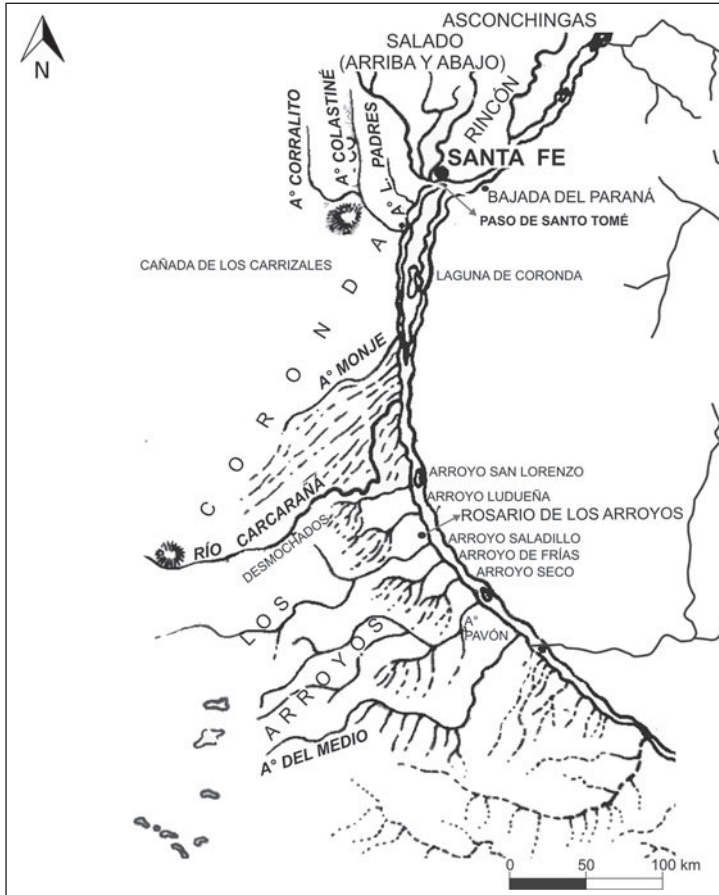 N
ASCONCHINGAS
SALADO
(ARRIBA Y ABAJO)
RINCÓN
A° CORRALITO
A° COLASTINÉ
A° L. PADRES
SANTA FE
BAJADA DEL PARANÁ
PASO DE SANTO TOMÉ
CAÑADA DE LOS CARRIZALES
LAGUNA DE CORONDA
CORONDA
A° MONJE
ARROYO SAN LORENZO
ARROYO LUDUEÑA
ROSARIO DE LOS ARROYOS
RÍO CARCARAÑA
DESMOCHADOS
ARROYO SALADILLO
ARROYO DE FRÍAS
ARROYO SECO
LOS ARROYOS
A°
PAVÓN
A° DEL MEDIO
0 50 100 km